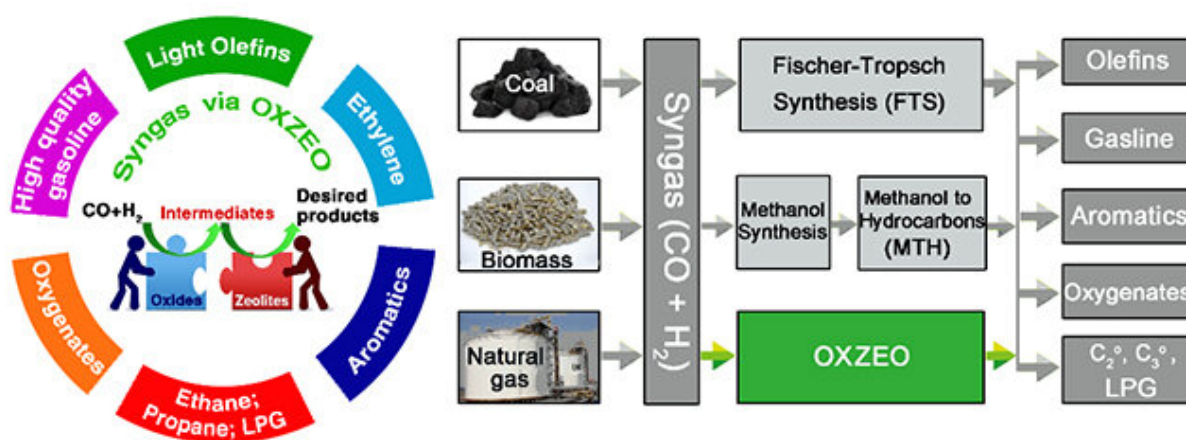 Light Olefins
Ethylene
Aromatics
Ethane;
Propane; LPG
Oxygenates
High quality
gasoline
Syngas via OXZEO
CO+H₂
Intermediates
Desired
products
Oxides
Zeolites
Coal
Biomass
Natural
gas
Syngas (CO + H₂)
Fischer-Tropsch
Synthesis (FTS)
Methanol
Synthesis
Methanol to
Hydrocarbons
(MTH)
OXZEO
Olefins
Gasline
Aromatics
Oxygenates
C₂°, C₃°,
LPG